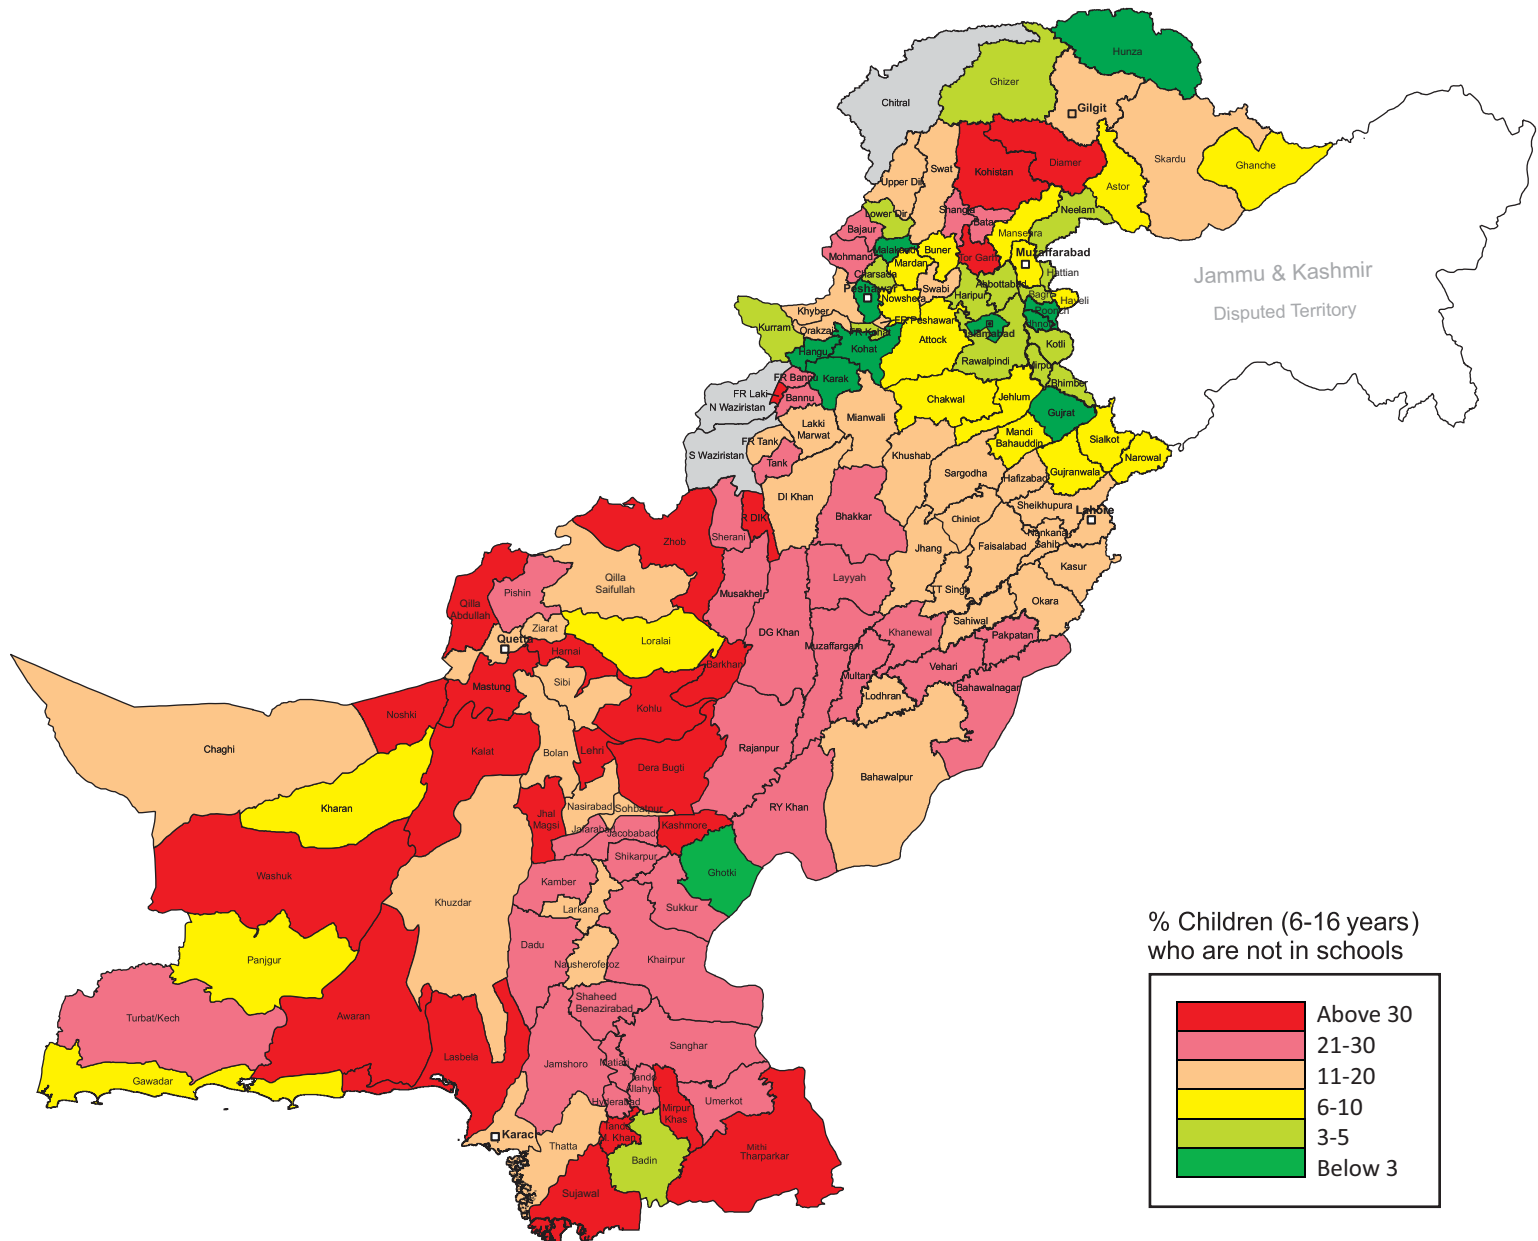 Hunza
Ghizer
Chitral
Gilgit
Skardu
Ghanche
Diamer
Kohistan
Swat
Upper Dir
Astor
Neelam
Lower Dir
Shangla
Bajaur
Mansehra
Buner
Malakand
Mohmand
Tor Garh
Muzaffarabad
Mardan
Charsada
Hattian
Jammu & Kashmir
Disputed Territory
Abbottabad
Peshawar
Swabi
Haripur
Bagh
Nowshera
Haveli
Khyber
Poonch
FR Peshawar
Kurram
Orakzai
FR Kohat
Islamabad
Attock
Kotli
Hangu
Kohat
Rawalpindi
FR Bannu
Karak
Bhimber
FR Laki
Bannu
Chakwal
Jehlum
N Waziristan
Gujrat
Mianwali
Lakki
Marwat
Mandi
Bahauddin
Sialkot
FR Tank
S Waziristan
Khushab
Narowal
Tank
Sargodha
Gujranwala
Hafizabad
DI Khan
Sheikhupura
Lahore
Bhakkar
R DIK
Chiniot
Sherani
Nankana
Sahib
Zhob
Jhang
Faisalabad
Kasur
Qilla
Saifullah
Layyah
TT Singh
Pishin
Musakhel
Okara
Qilla
Abdullah
Sahiwal
Ziarat
DG Khan
Khanewal
Pakpatan
Quetta
Loralai
Muzaffargarh
Harnai
Barkhan
Vehari
Multan
Sibi
Mastung
Bahawalnagar
Lodhran
Kohlu
Noshki
Chaghi
Kalat
Bolan
Lehri
Rajanpur
Dera Bugti
Bahawalpur
Kharan
Nasirabad
Sohbatpur
RY Khan
Jhal
Magsi
Jafarabad
Jacobabad
Kashmore
Shikarpur
Washuk
Kamber
Ghotki
Khuzdar
Larkana
Sukkur
Dadu
Panjgur
Nausheroferoz
Khairpur
% Children (6-16 years)
who are not in schools
Shaheed
Benazirabad
Turbat/Kech
Awaran
Above 30
Sanghar
21-30
Lasbela
Jamshoro
Matiari
11-20
Gawadar
Tando
Allahyar
Hyderabad
Umerkot
6-10
Mirpur
Khas
Karac
Tando
M. Khan
3-5
Thatta
Mithi
Tharparkar
Badin
Below 3
Sujawal